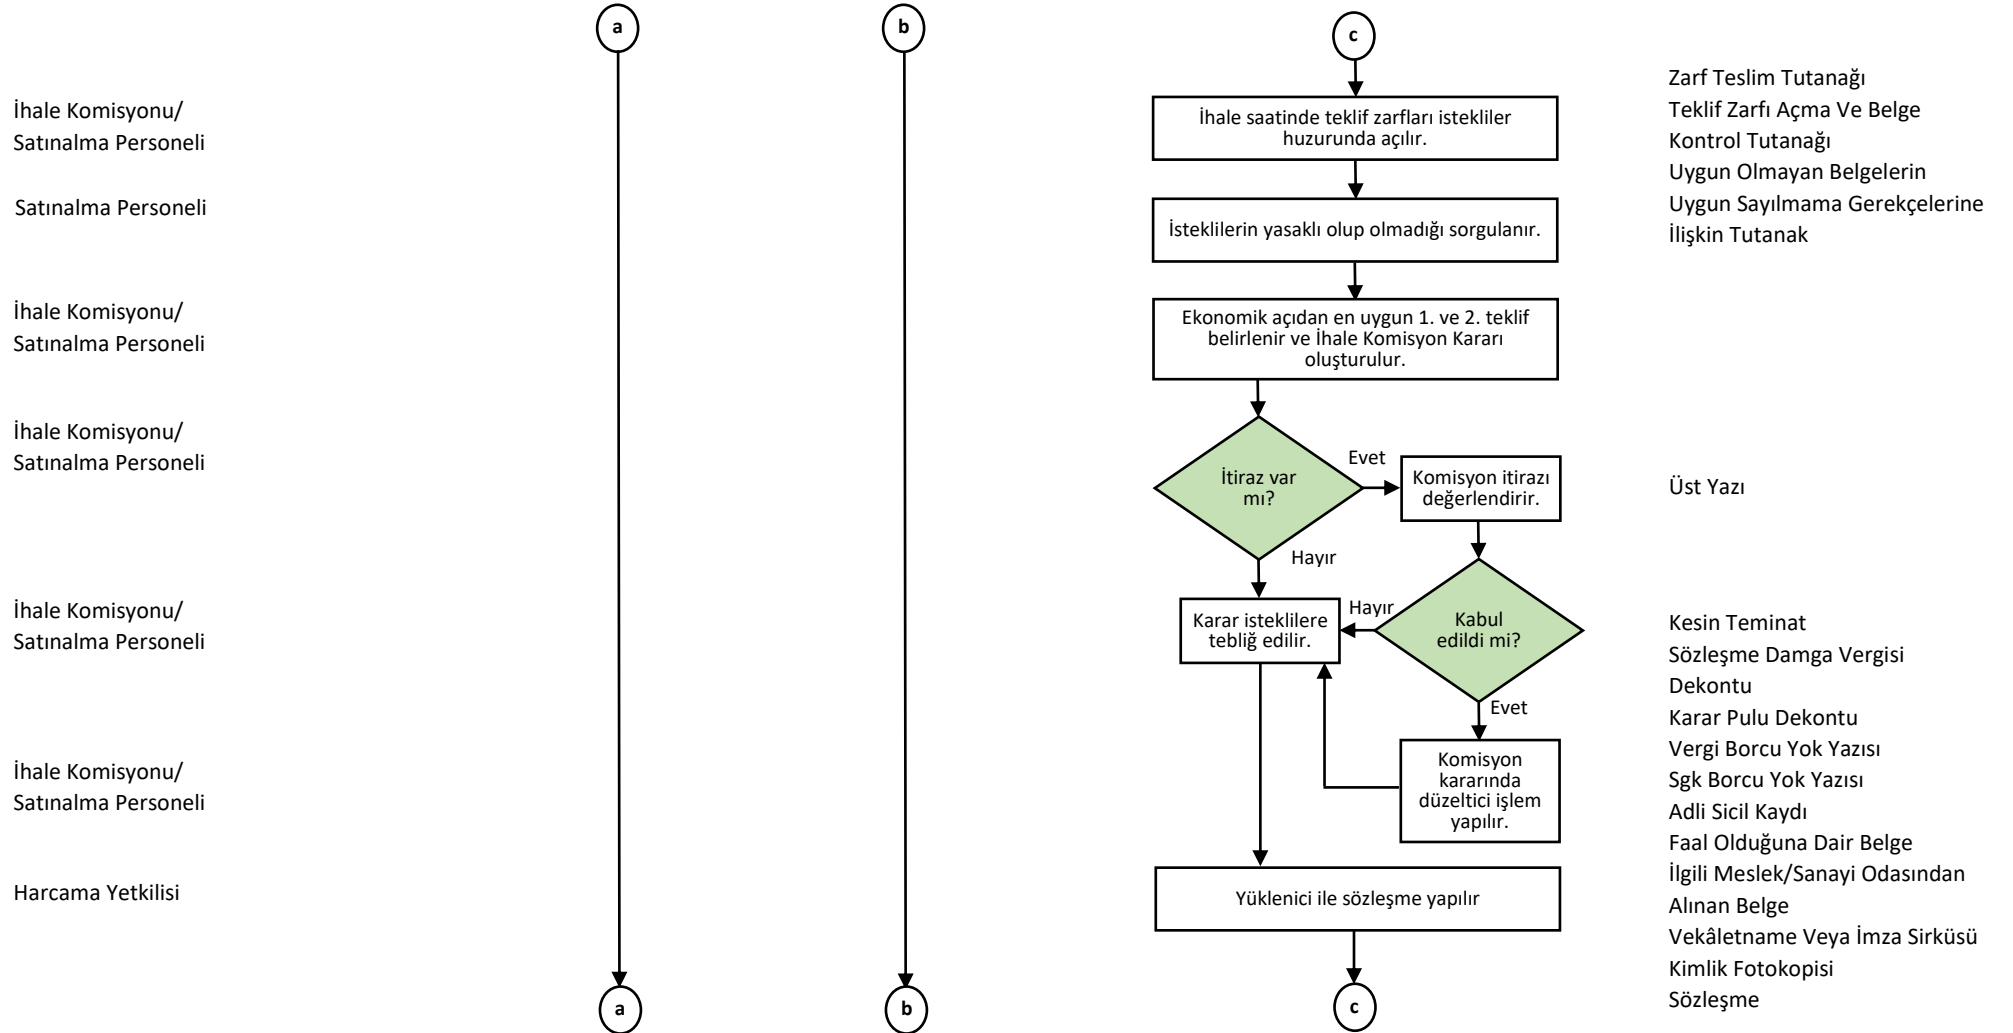 a
b
c
İhale Komisyonu/
Satınalma Personeli
Satınalma Personeli
İhale Komisyonu/
Satınalma Personeli
İhale Komisyonu/
Satınalma Personeli
İhale Komisyonu/
Satınalma Personeli
İhale Komisyonu/
Satınalma Personeli
Harcama Yetkilisi
İhale saatinde teklif zarfları istekliler
huzurunda açılır.
İsteklilerin yasaklı olup olmadığı sorgulanır.
Ekonomik açıdan en uygun 1. ve 2. teklif
belirlenir ve İhale Komisyon Kararı
oluşturulur.
İtiraz var
mı?
Evet
Komisyon itirazı
değerlendirir.
Hayır
Karar isteklilere
tebliğ edilir.
Hayır
Kabul
edildi mi?
Evet
Komisyon
kararında
düzeltici işlem
yapılır.
Yüklenici ile sözleşme yapılır
Zarf Teslim Tutanağı
Teklif Zarfı Açma Ve Belge
Kontrol Tutanağı
Uygun Olmayan Belgelerin
Uygun Sayılmama Gerekçelerine
İlişkin Tutanak
Üst Yazı
Kesin Teminat
Sözleşme Damga Vergisi
Dekontu
Karar Pulu Dekontu
Vergi Borcu Yok Yazısı
Sgk Borcu Yok Yazısı
Adli Sicil Kaydı
Faal Olduğuna Dair Belge
İlgili Meslek/Sanayi Odasından
Alınan Belge
Vekâletname Veya İmza Sirküsü
Kimlik Fotokopisi
Sözleşme
a
b
c